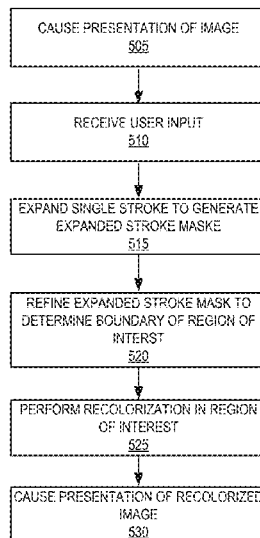 CAUSE PRESENTATION OF IMAGE
505
RECEIVE USER INPUT
510
EXPAND SINGLE STROKE TO GENERATE
EXPANDED STROKE MASKE
515
REFINE EXPANDED STROKE MASK TO
DETERMINE BOUNDARY OF REGION OF
INTERST
520
PERFORM RECOLORIZATION IN REGION
OF INTEREST
525
CAUSE PRESENTATION OF RECOLORIZED
IMAGE
530